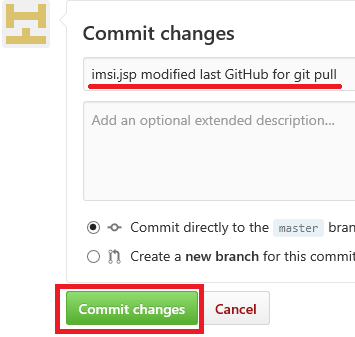 Commit changes
imsi.jsp modified last GitHub for git pull
Add an optional extended description...
Commit directly to the master bran
Create a new branch for this commit
Commit changes Cancel